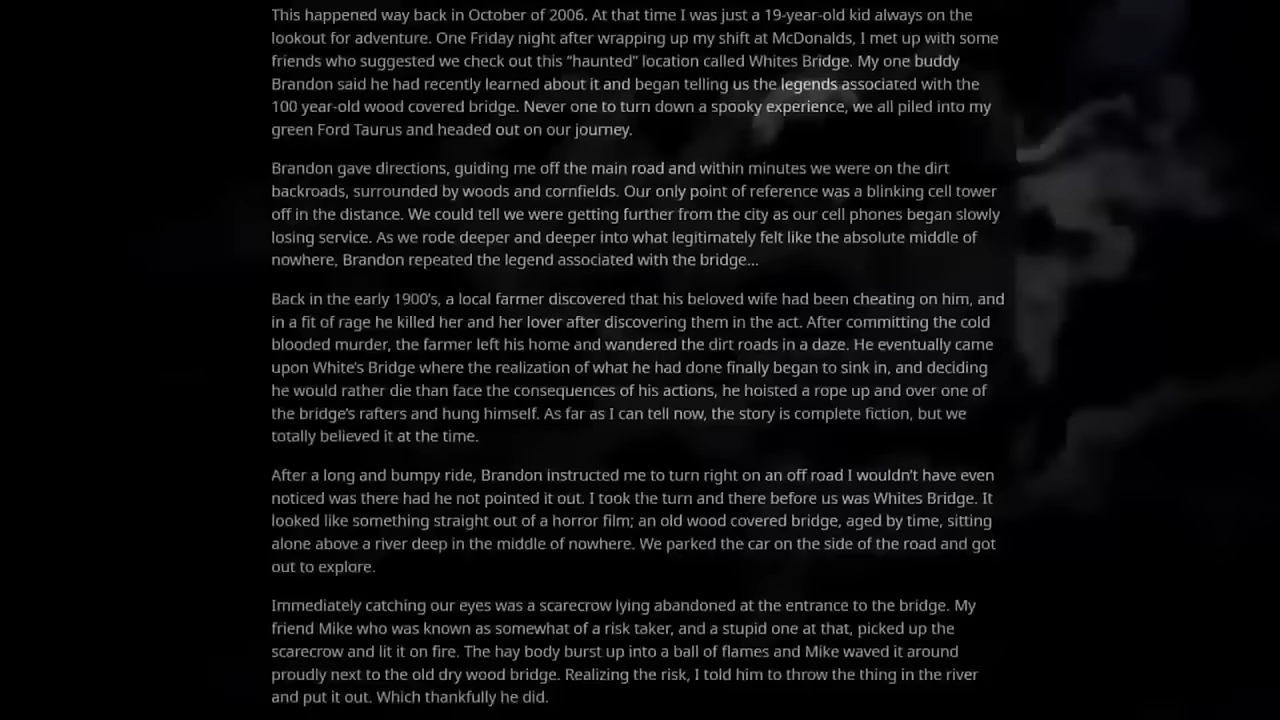 This happened way back in October of 2006. At that time I was just a 19-year-old kid always on the
lookout for adventure. One Friday night after wrapping up my shift at McDonalds, I met up with some
friends who suggested we check out this “haunted” location called Whites Bridge. My one buddy
Brandon said he had recently learned about it and began telling us the legends associated with the
100 year-old wood covered bridge. Never one to turn down a spooky experience, we all piled into my
green Ford Taurus and headed out on our journey.
Brandon gave directions, guiding me off the main road and within minutes we were on the dirt
backroads, surrounded by woods and cornfields. Our only point of reference was a blinking cell tower
off in the distance. We could tell we were getting further from the city as our cell phones began slowly
losing service. As we rode deeper and deeper into what legitimately felt like the absolute middle of
nowhere, Brandon repeated the legend associated with the bridge...
Back in the early 1900’s, a local farmer discovered that his beloved wife had been cheating on him, and
in a fit of rage he killed her and her lover after discovering them in the act. After committing the cold
blooded murder, the farmer left his home and wandered the dirt roads in a daze. He eventually came
upon White’s Bridge where the realization of what he had done finally began to sink in, and deciding
he would rather die than face the consequences of his actions, he hoisted a rope up and over one of
the bridge’s rafters and hung himself. As far as I can tell now, the story is complete fiction, but we
totally believed it at the time.
After a long and bumpy ride, Brandon instructed me to turn right on an off road I wouldn’t have even
noticed was there had he not pointed it out. I took the turn and there before us was Whites Bridge. It
looked like something straight out of a horror film; an old wood covered bridge, aged by time, sitting
alone above a river deep in the middle of nowhere. We parked the car on the side of the road and got
out to explore.
Immediately catching our eyes was a scarecrow lying abandoned at the entrance to the bridge. My
friend Mike who was known as somewhat of a risk taker, and a stupid one at that, picked up the
scarecrow and lit it on fire. The hay body burst up into a ball of flames and Mike waved it around
proudly next to the old dry wood bridge. Realizing the risk, I told him to throw the thing in the river
and put it out. Which thankfully he did.